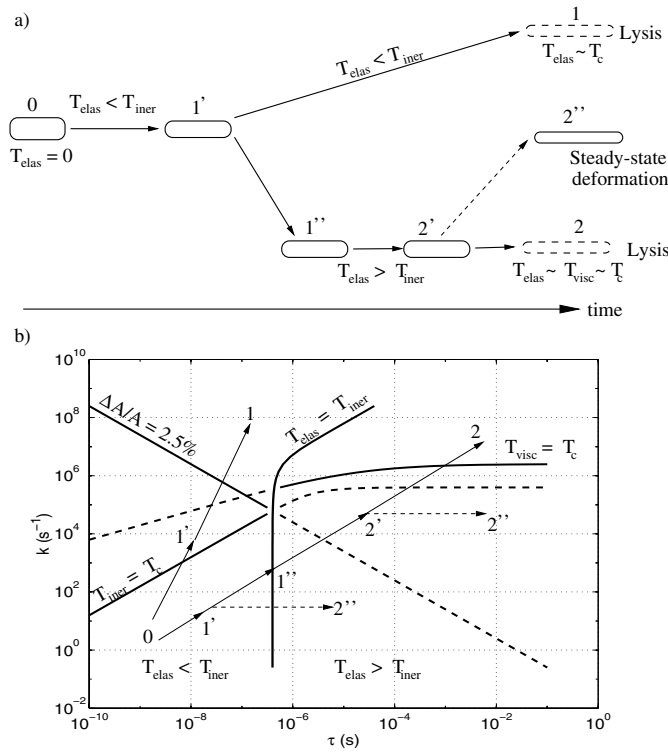 a)
1
Lysis
T_elas ~ T_c
T_elas < T_iner
0
T_elas < T_iner
1'
T_elas = 0
2''
Steady-state
deformation
1''
2'
2
Lysis
T_elas > T_iner
T_elas ~ T_visc ~ T_c
time
b)
10^10
10^8
10^6
10^4
10^2
10^0
10^-2
k (s^-1)
ΔA/A = 2.5%
1
T_elas = T_iner
2
T_visc = T_c
1'
2'
2''
T_iner = T_c
1''
0
1'
2''
T_elas < T_iner
T_elas > T_iner
10^-10
10^-8
10^-6
10^-4
10^-2
10^0
τ (s)